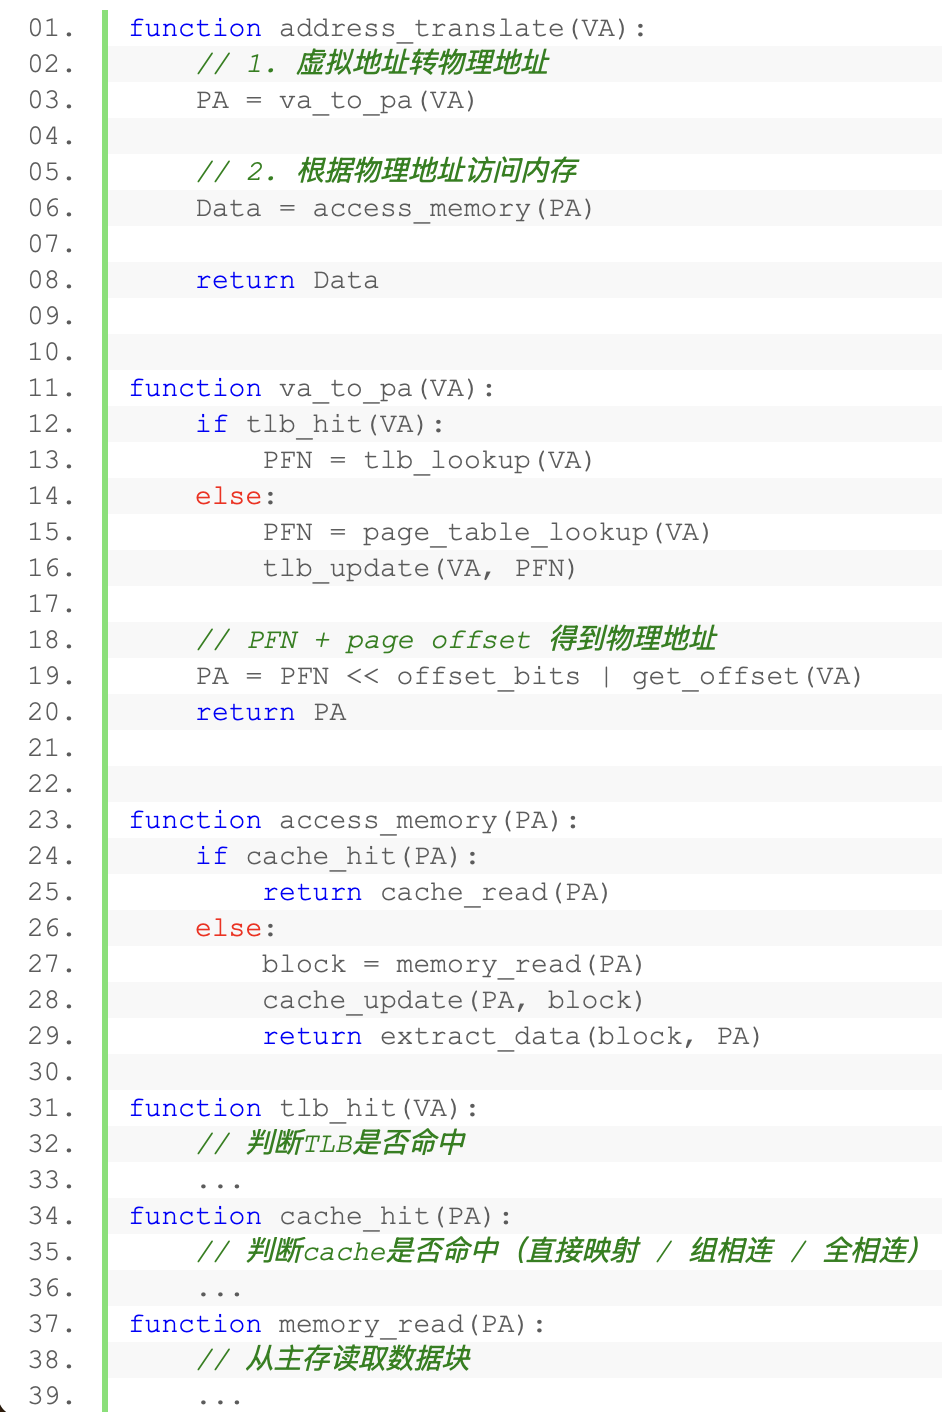 01. function address_translate(VA):
02.     // 1. 虚拟地址转物理地址
03.     PA = va_to_pa(VA)
04.
05.     // 2. 根据物理地址访问内存
06.     Data = access_memory(PA)
07.
08.     return Data
09.
10.
11. function va_to_pa(VA):
12.     if tlb_hit(VA):
13.         PFN = tlb_lookup(VA)
14.     else:
15.         PFN = page_table_lookup(VA)
16.         tlb_update(VA, PFN)
17.
18.     // PFN + page offset 得到物理地址
19.     PA = PFN << offset_bits | get_offset(VA)
20.     return PA
21.
22.
23. function access_memory(PA):
24.     if cache_hit(PA):
25.         return cache_read(PA)
26.     else:
27.         block = memory_read(PA)
28.         cache_update(PA, block)
29.         return extract_data(block, PA)
30.
31. function tlb_hit(VA):
32.     // 判断TLB是否命中
33.     ...
34. function cache_hit(PA):
35.     // 判断cache是否命中（直接映射 / 组相连 / 全相连）
36.     ...
37. function memory_read(PA):
38.     // 从主存读取数据块
39.     ...